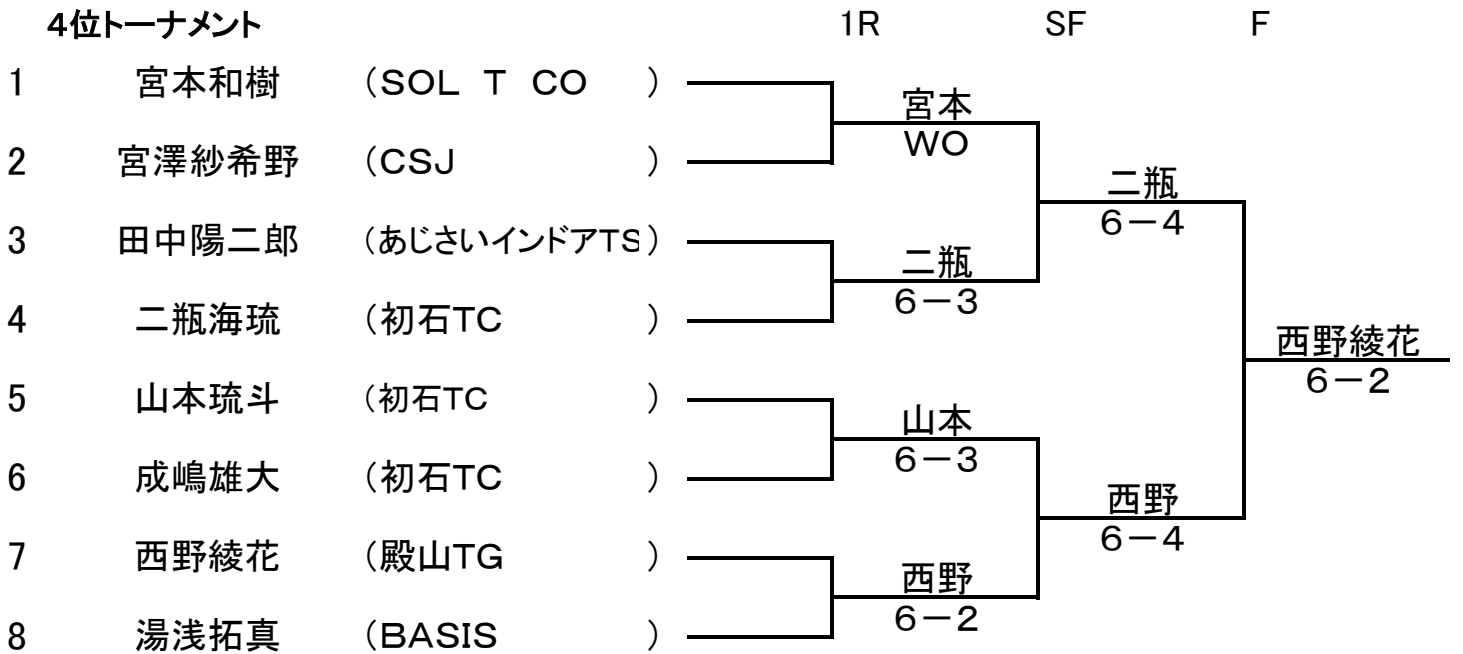 ４位トーナメント 1R SF F
1 宮本和樹 （SOL T CO ）
宮本
WO
2 宮澤紗希野 （CSJ ）
二瓶
6－4
3 田中陽二郎 （あじさいインドアTS）
二瓶
6－3
4 二瓶海琉 （初石TC ）
西野綾花
6－2
5 山本琉斗 （初石TC ）
山本
6－3
6 成嶋雄大 （初石TC ）
西野
6－4
7 西野綾花 （殿山TG ）
西野
6－2
8 湯浅拓真 （BASIS ）